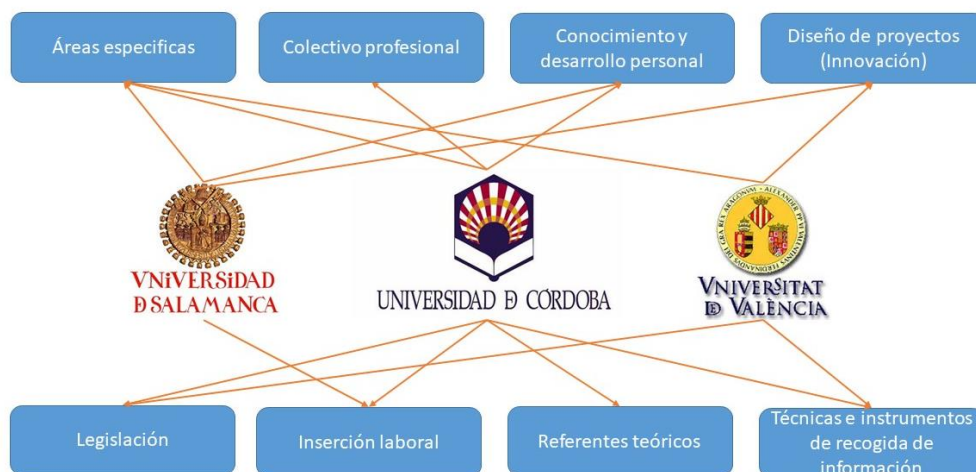 Áreas especificas
Colectivo profesional
Conocimiento y
desarrollo personal
Diseño de proyectos
(Innovación)
VNiVERSiDAD
Đ SALAMANCA
UNIVERSIDAD Đ CÓRDOBA
VNIVERSITAT
Đ VALÈNCIA
Legislación
Inserción laboral
Referentes teóricos
Técnicas e instrumentos
de recogida de
información